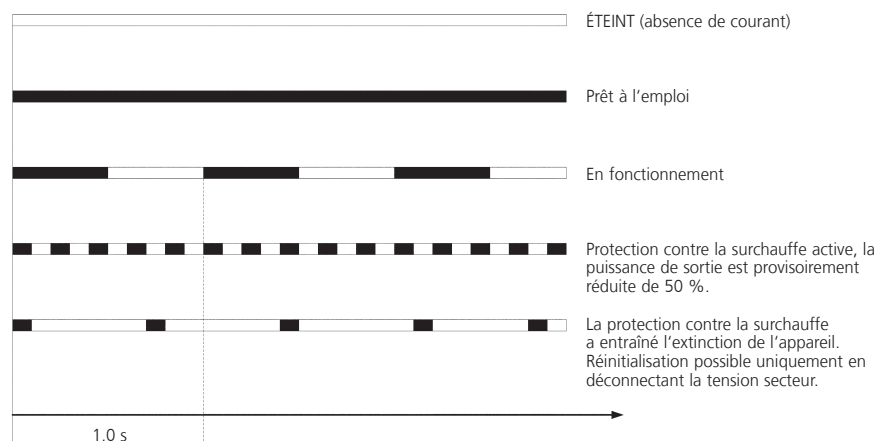 ÉTEINT (absence de courant)
Prêt à l'emploi
En fonctionnement
Protection contre la surchauffe active, la
puissance de sortie est provisoirement
réduite de 50 %.
La protection contre la surchauffe
a entraîné l'extinction de l'appareil.
Réinitialisation possible uniquement en
déconnectant la tension secteur.
1,0 s